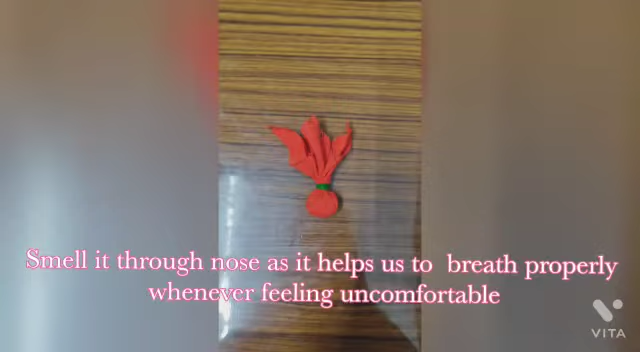 Smell it through nose as it helps us to breath properly
whenever feeling uncomfortable
VITA